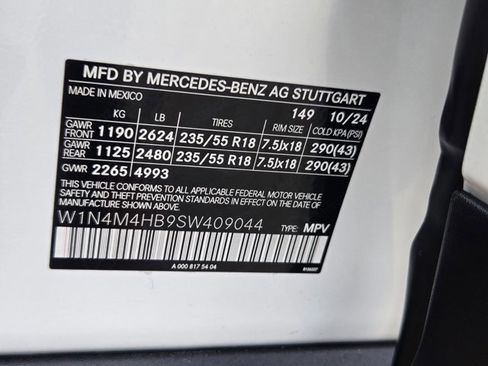 MFD BY MERCEDES-BENZ AG STUTTGART
MADE IN MEXICO 149 10/24
KG LB TIRES RIM SIZE COLD KPA(PSI)
GAWR FRONT 1190 2624 235/55 R18 7.5Jx18 290(43)
GAWR REAR 1125 2480 235/55 R18 7.5Jx18 290(43)
GVWR 2265 4993
THIS VEHICLE CONFORMS TO ALL APPLICABLE FEDERAL MOTOR VEHICLE
SAFETY AND THEFT PREVENTION STANDARDS IN EFFECT ON THE DATE OF
MANUFACTURE SHOWN ABOVE.
W1N4M4HB9SW409044 TYPE: MPV
A 000 817 54 04